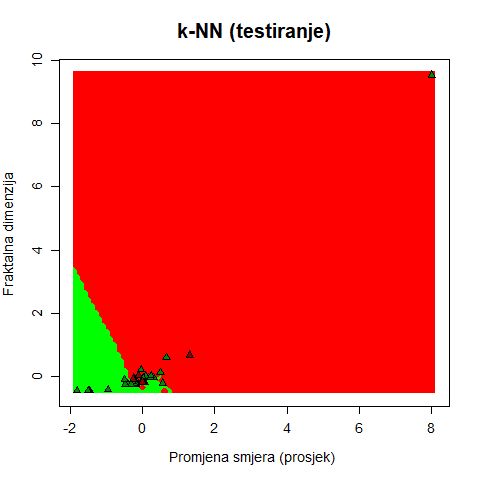 k-NN (testiranje)
10
8
6
4
2
0
Fraktalna dimenzija
-2 0 2 4 6 8
Promjena smjera (prosjek)